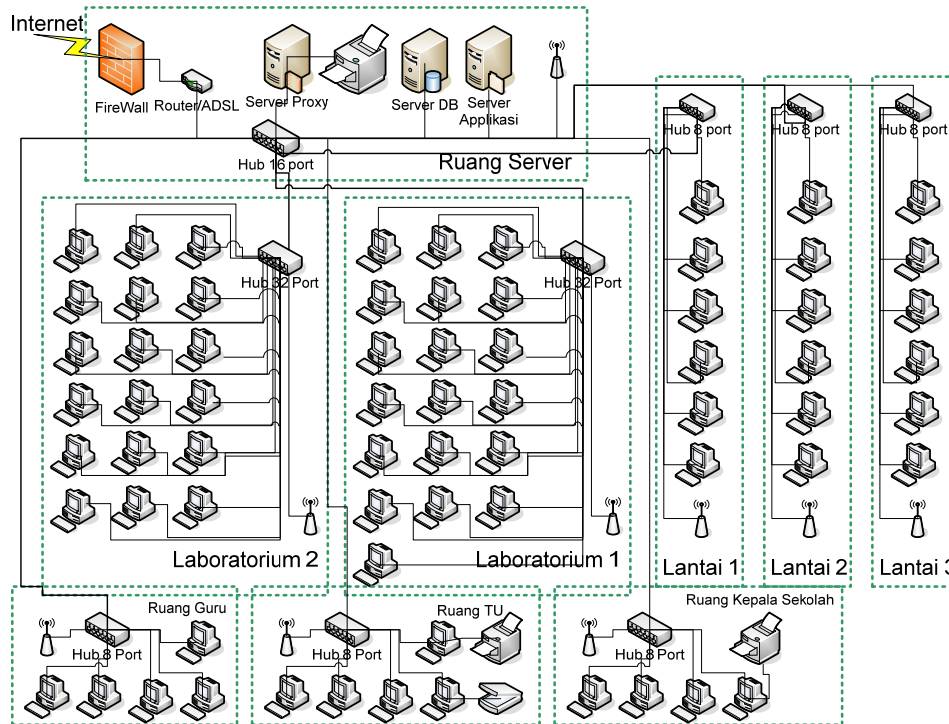 Internet
FireWall
Router/ADSL
Server Proxy
Server DB
Server
Applikasi
Hub 16 port
Ruang Server
Hub 8 port
Hub 8 port
Hub 8 port
Hub 32 Port
Hub 32 Port
Laboratorium 2
Laboratorium 1
Lantai 1
Lantai 2
Lantai 3
Ruang Guru
Hub 8 Port
Ruang TU
Hub 8 Port
Ruang Kepala Sekolah
Hub 8 Port